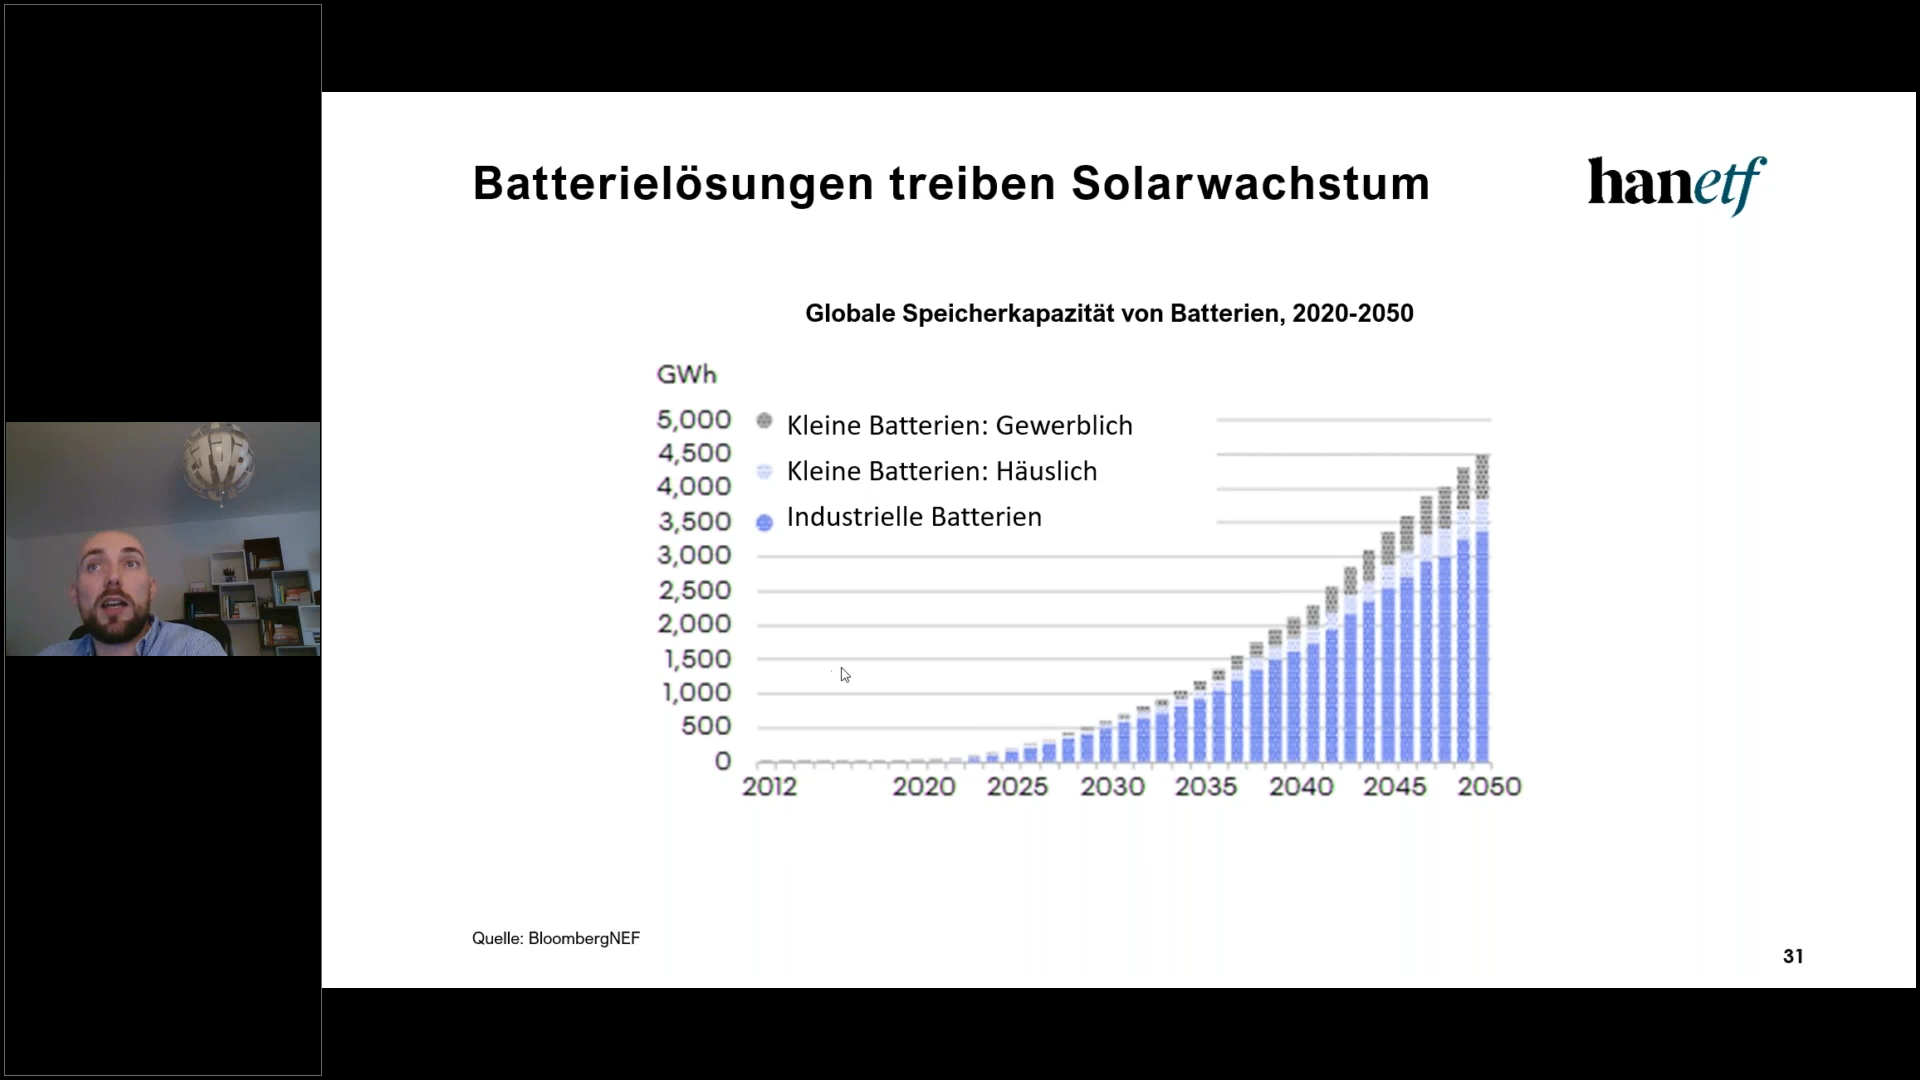 Batterielösungen treiben Solarwachstum
hanetf
Globale Speicherkapazität von Batterien, 2020-2050
GWh
5,000
4,500
4,000
3,500
3,000
2,500
2,000
1,500
1,000
500
0
Kleine Batterien: Gewerblich
Kleine Batterien: Häuslich
Industrielle Batterien
2012 2020 2025 2030 2035 2040 2045 2050
Quelle: BloombergNEF
31